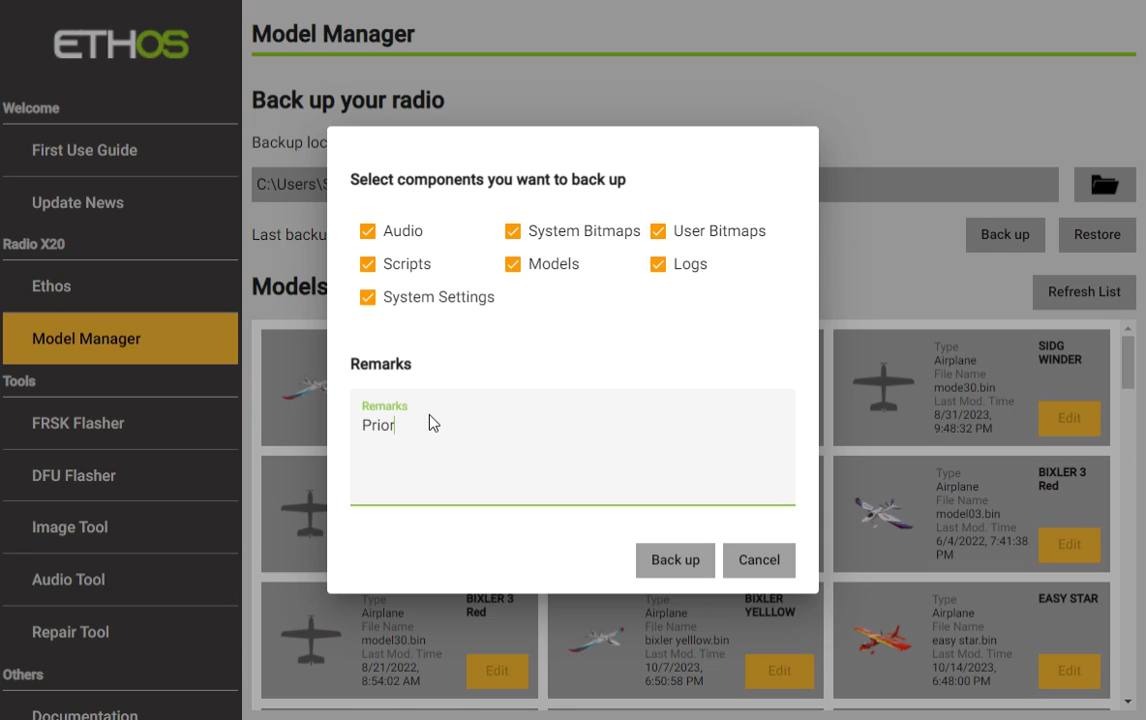 ETHOS
Welcome
First Use Guide
Update News
Radio X20
Ethos
Model Manager
Tools
FRSK Flasher
DFU Flasher
Image Tool
Audio Tool
Repair Tool
Others
Documentation
Model Manager
Back up your radio
Backup loc
C:\Users\S
Last backu
Back up
Restore
Models
Refresh List
Select components you want to back up
Audio
System Bitmaps
User Bitmaps
Scripts
Models
Logs
System Settings
Remarks
Remarks
Prior
Back up
Cancel
Type
Airplane
File Name
mode30.bin
Last Mod. Time
8/31/2023,
9:48:32 PM
SIDG
WINDER
Edit
Type
Airplane
File Name
model03.bin
Last Mod. Time
6/4/2022, 7:41:38
PM
BIXLER 3
Red
Edit
Type
Airplane
File Name
model30.bin
Last Mod. Time
8/21/2022,
8:54:02 AM
BIXLER 3
Red
Edit
Type
Airplane
File Name
bixler yelllow.bin
Last Mod. Time
10/7/2023,
6:50:58 PM
BIXLER
YELLLOW
Edit
Type
Airplane
File Name
easy star.bin
Last Mod. Time
10/14/2023,
6:48:00 PM
EASY STAR
Edit